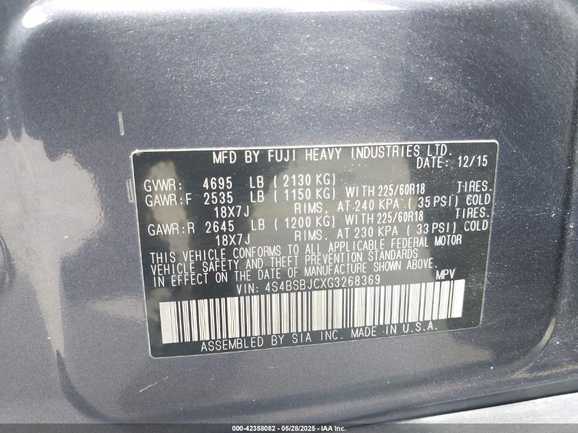 MFD BY FUJI HEAVY INDUSTRIES LTD.
DATE: 12/15
GVWR: 4695 LB ( 2130 KG)
GAWR:F 2535 LB ( 1150 KG) WITH 225/60R18 TIRES.
18X7J RIMS, AT 240 KPA ( 35 PSI) COLD
GAWR:R 2645 LB ( 1200 KG) WITH 225/60R18 TIRES.
18X7J RIMS, AT 230 KPA ( 33 PSI) COLD
THIS VEHICLE CONFORMS TO ALL APPLICABLE FEDERAL MOTOR
VEHICLE SAFETY AND THEFT PREVENTION STANDARDS
IN EFFECT ON THE DATE OF MANUFACTURE SHOWN ABOVE.
VIN: 4S4BSBJCXG3268369 MPV
ASSEMBLED BY SIA INC. MADE IN U.S.A.
000-42358082 - 05/28/2025 - IAA Inc.